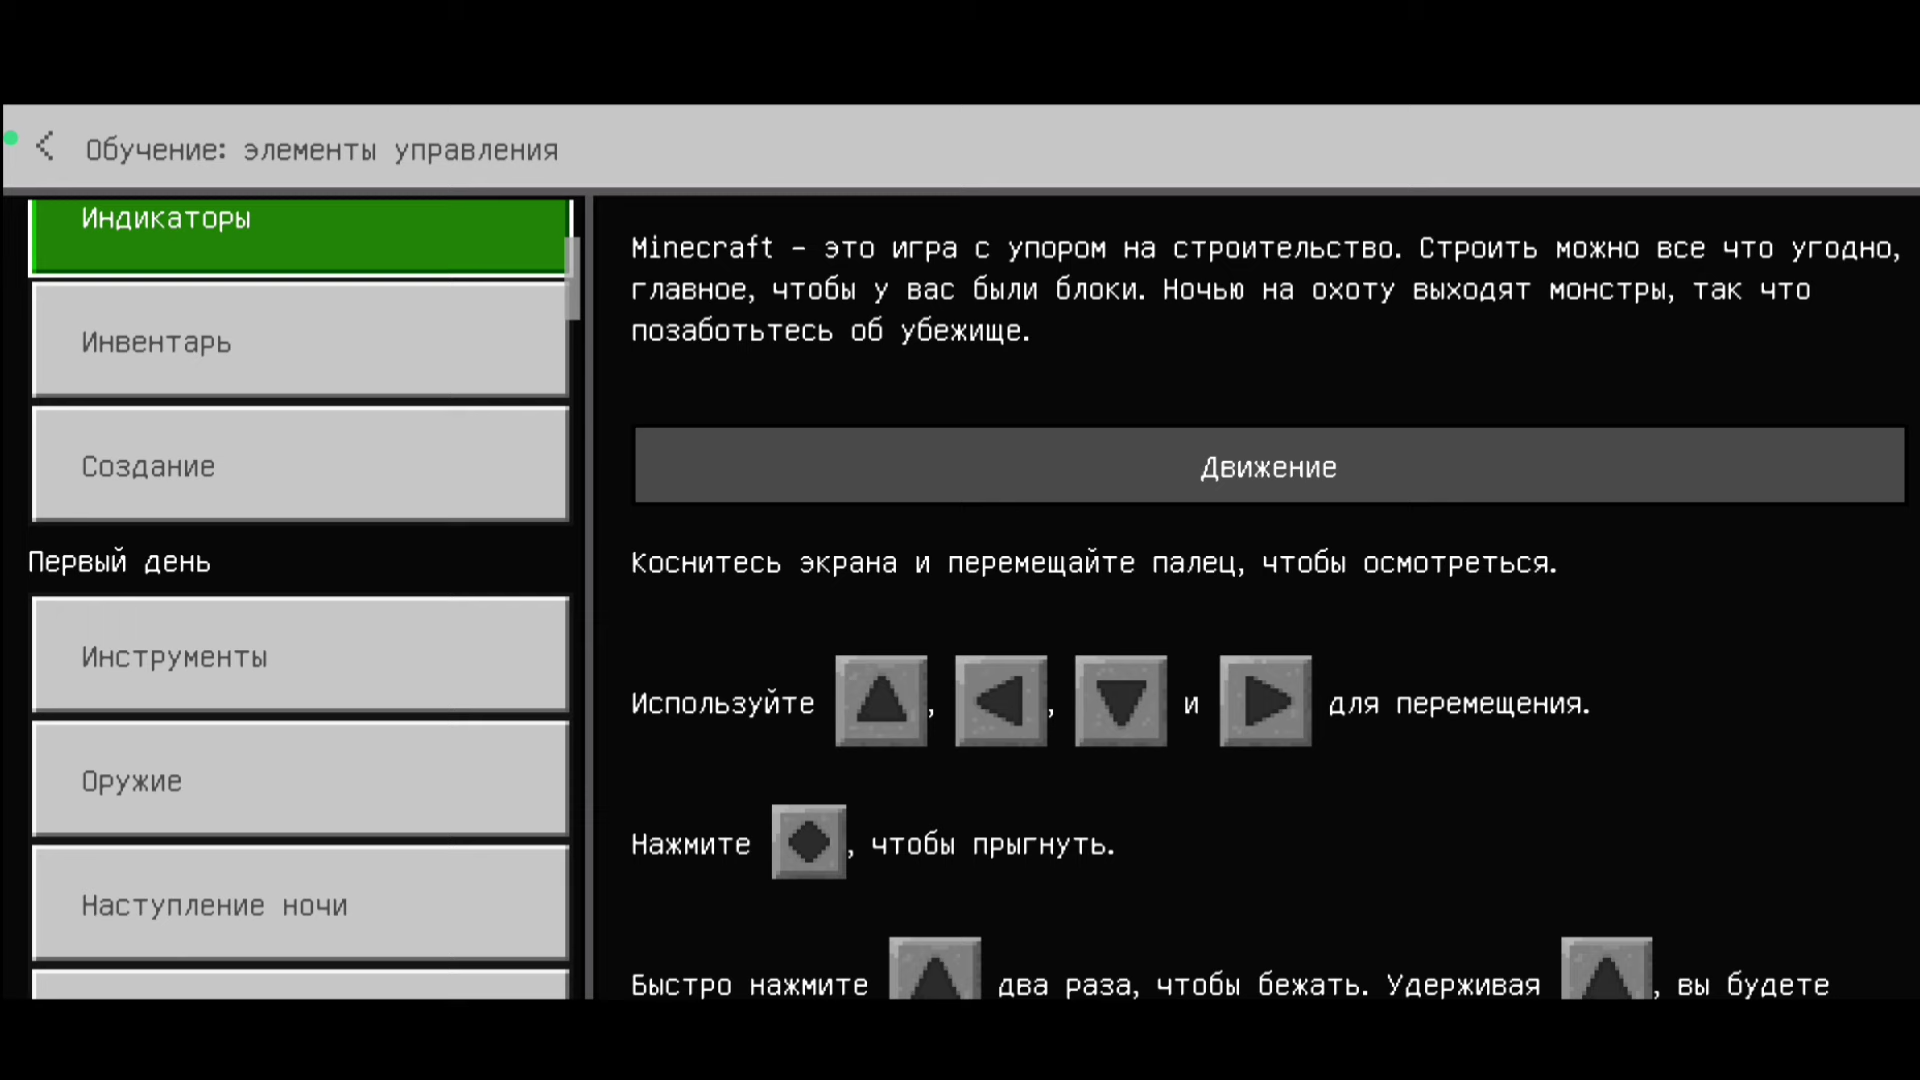 Обучение: элементы управления
Индикаторы
Инвентарь
Создание
Первый день
Инструменты
Оружие
Наступление ночи
Minecraft – это игра с упором на строительство. Строить можно все что угодно,
главное, чтобы у вас были блоки. Ночью на охоту выходят монстры, так что
позаботьтесь об убежище.
Движение
Коснитесь экрана и перемещайте палец, чтобы осмотреться.
Используйте , , и для перемещения.
Нажмите , чтобы прыгнуть.
Быстро нажмите два раза, чтобы бежать. Удерживая , вы будете